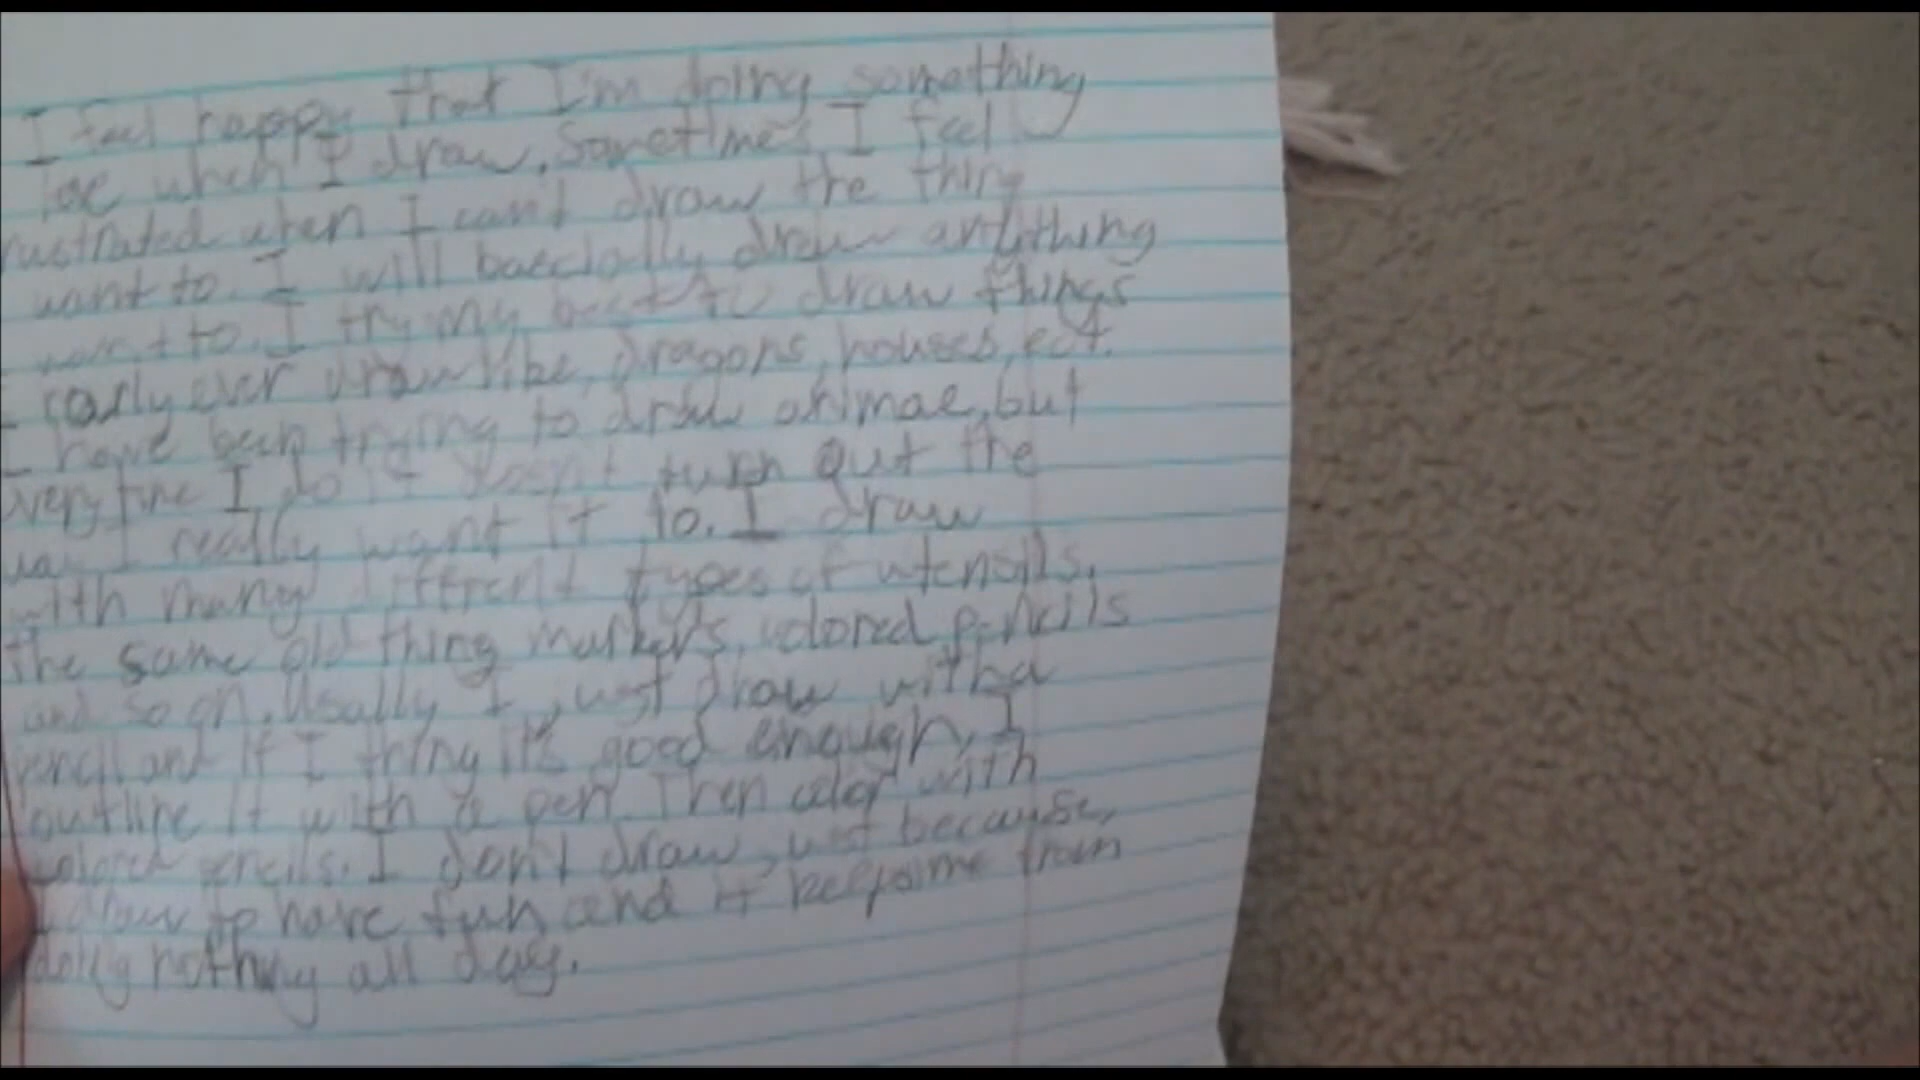 I feel happy that I'm doing something
when I draw. Sometimes I feel
rustrated when I can't draw the thing
want to. I will bascially draw anything
want to. I try my best to draw things
I rarly ever draw like, dragons, houses, ect.
I have been trying to draw animae, but
every time I do it doesn't turn out the
way I really want it to. I draw
with many different types of utensills.
The same old thing markers, colored pencils
and so on. Usally I just draw with a
pencil and if I thing it's good enough, I
outline it with a pen. Then color with
colored pencils. I don't draw just because,
I draw to have fun and it keeps me from
doing nothing all day.